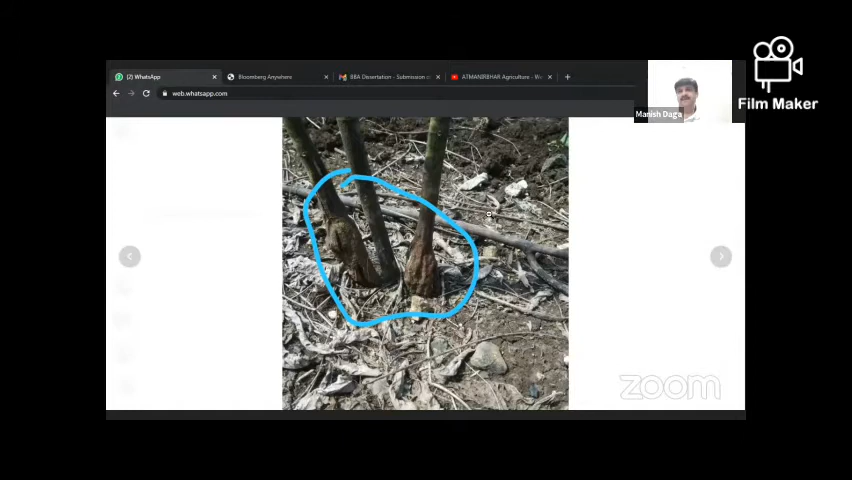 (2) WhatsApp
Bloomberg Anywhere
BBA Dissertation - Submission o
ATMANIRBHAR Agriculture - W
web.whatsapp.com
Manish Daga
Film Maker
zoom